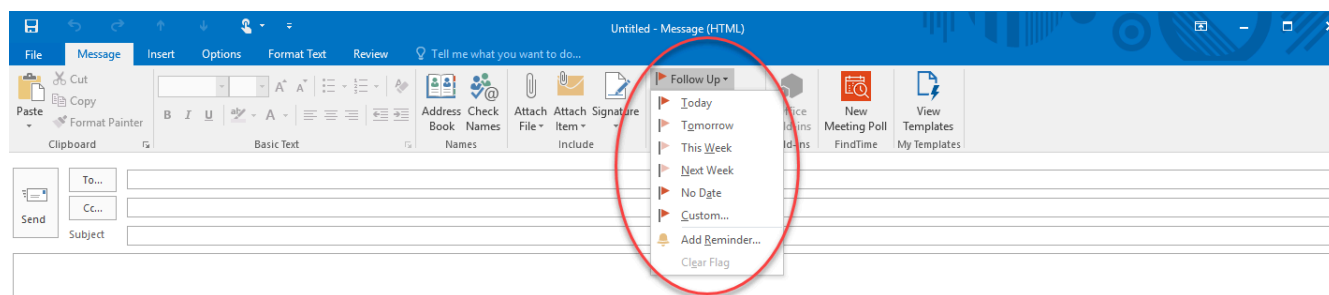 Untitled - Message (HTML)
File Message Insert Options Format Text Review Tell me what you want to do...
Paste
Cut
Copy
Format Painter
Clipboard
B I U A
Basic Text
Address Book
Check Names
Names
Attach File
Attach Item
Signature
Include
Follow Up
Today
Tomorrow
This Week
Next Week
No Date
Custom...
Add Reminder...
Clear Flag
New Meeting Poll
FindTime
View Templates
My Templates
Send
To...
Cc...
Subject